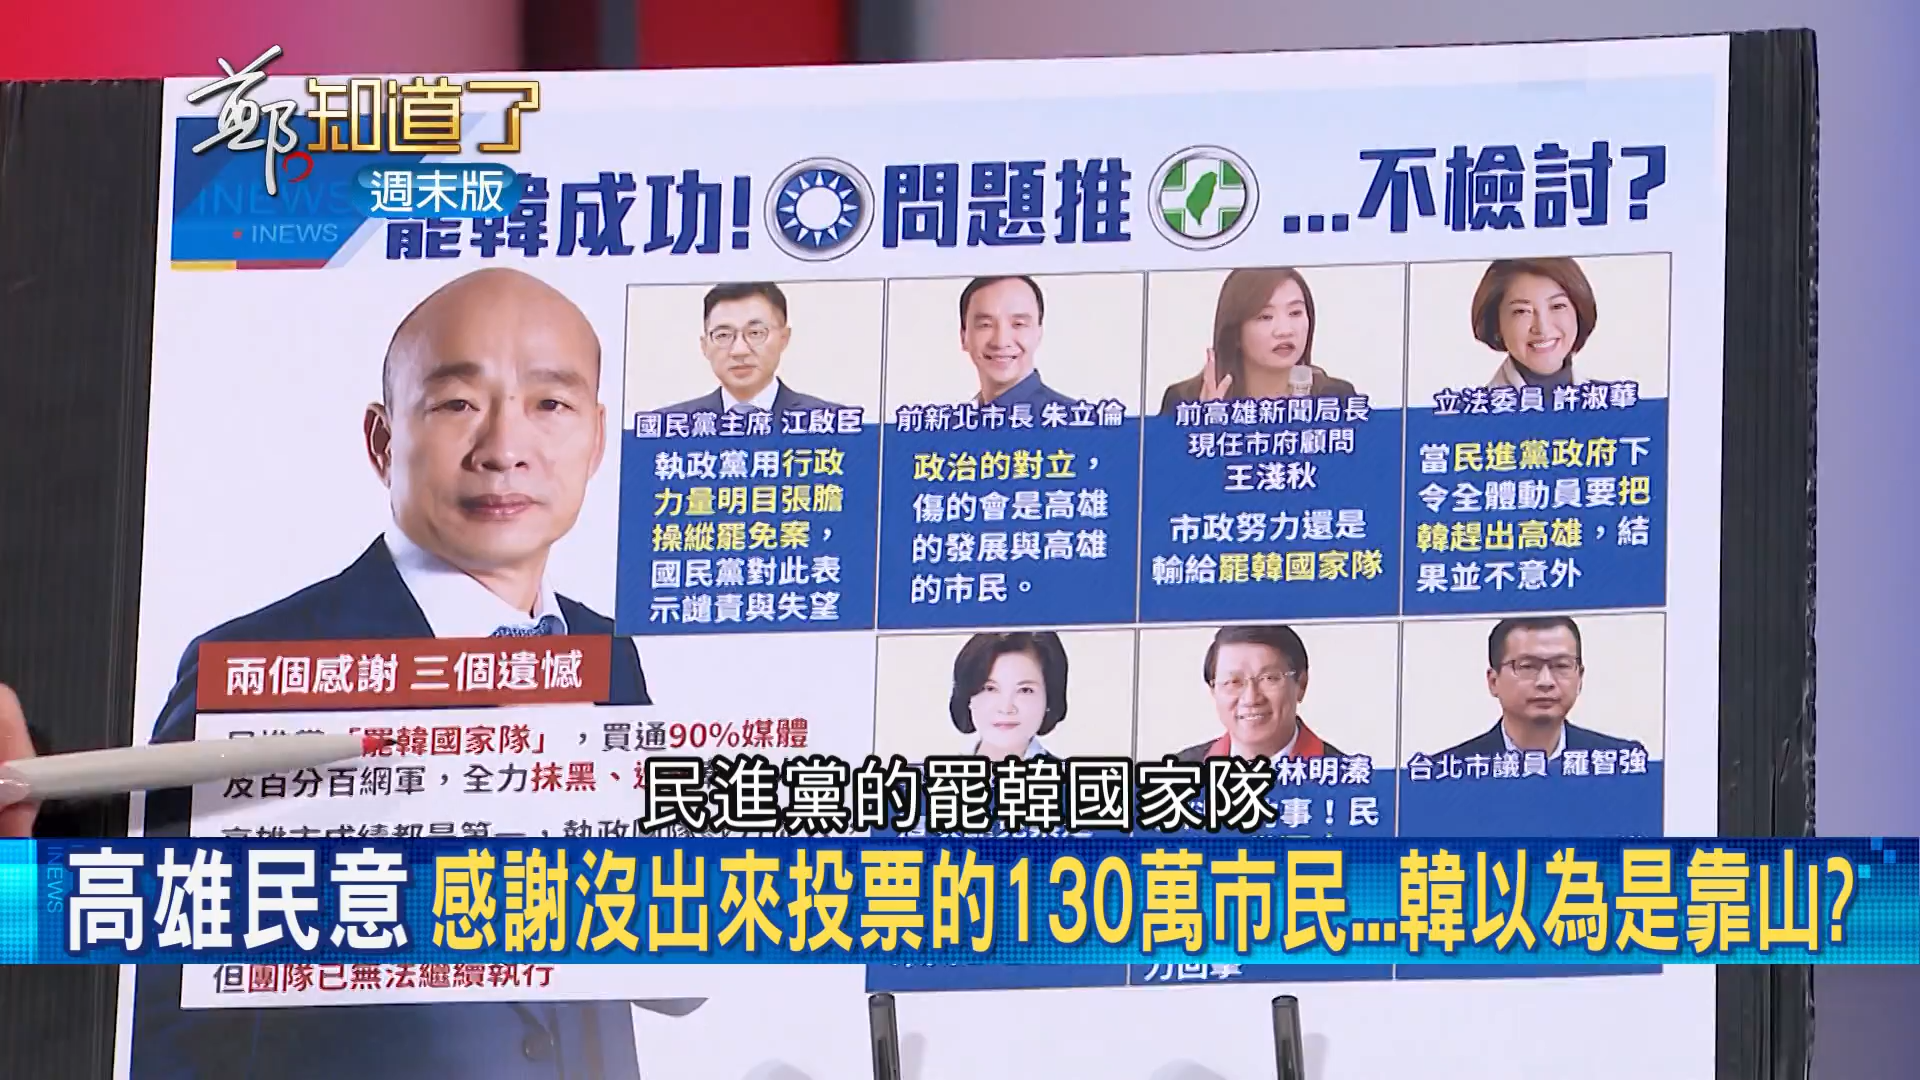 鄭知道了
週末版
INEWS
INEWS
罷韓成功! 問題推 ...不檢討?
國民黨主席 江啟臣
執政黨用行政
力量明目張膽
操縱罷免案，
國民黨對此表
示譴責與失望
前新北市長 朱立倫
政治的對立，
傷的會是高雄
的發展與高雄
的市民。
前高雄新聞局長
現任市府顧問
王淺秋
市政努力還是
輸給罷韓國家隊
立法委員 許淑華
當民進黨政府下
令全體動員要把
韓趕出高雄，結
果並不意外
兩個感謝 三個遺憾
「罷韓國家隊」，買通90%媒體
及百分百網軍，全力抹黑、
林明溱
事！民
台北市議員 羅智強
民進黨的罷韓國家隊
高雄民意 感謝沒出來投票的130萬市民...韓以為是靠山?
INEWS
但團隊已無法繼續執行